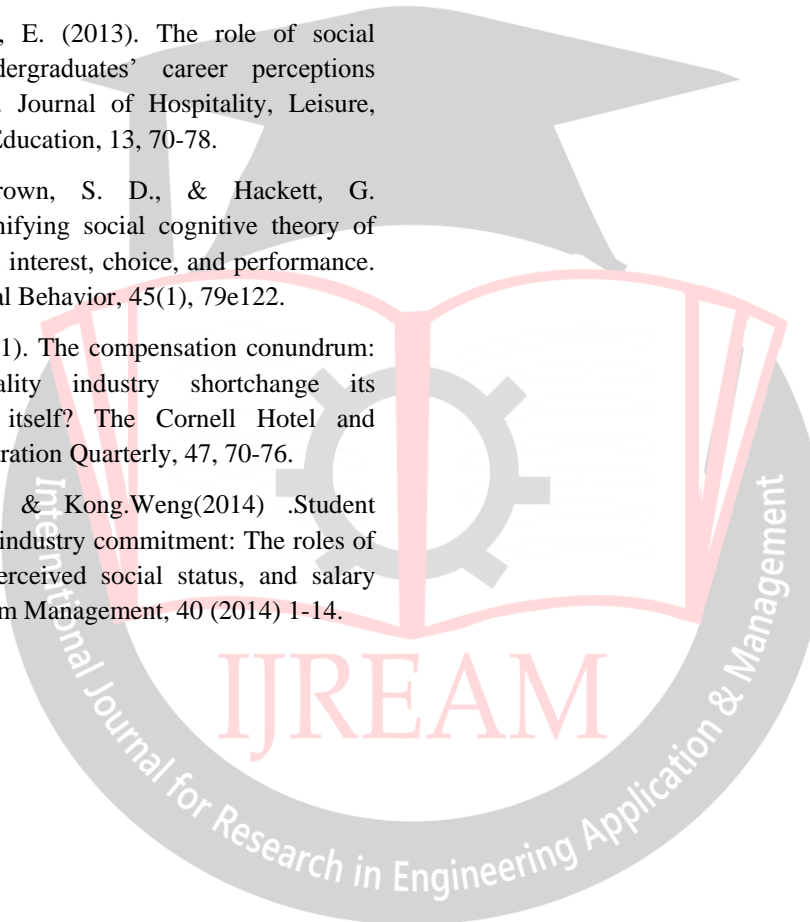 , E. (2013). The role of social
dergraduates’ career perceptions
. Journal of Hospitality, Leisure,
Education, 13, 70-78.
rown, S. D., & Hackett, G.
nifying social cognitive theory of
interest, choice, and performance.
al Behavior, 45(1), 79e122.
1). The compensation conundrum:
ality industry shortchange its
itself? The Cornell Hotel and
ration Quarterly, 47, 70-76.
& Kong.Weng(2014) .Student
industry commitment: The roles of
erceived social status, and salary
m Management, 40 (2014) 1-14.
IJREAM
International Journal for Research in Engineering Application & Management